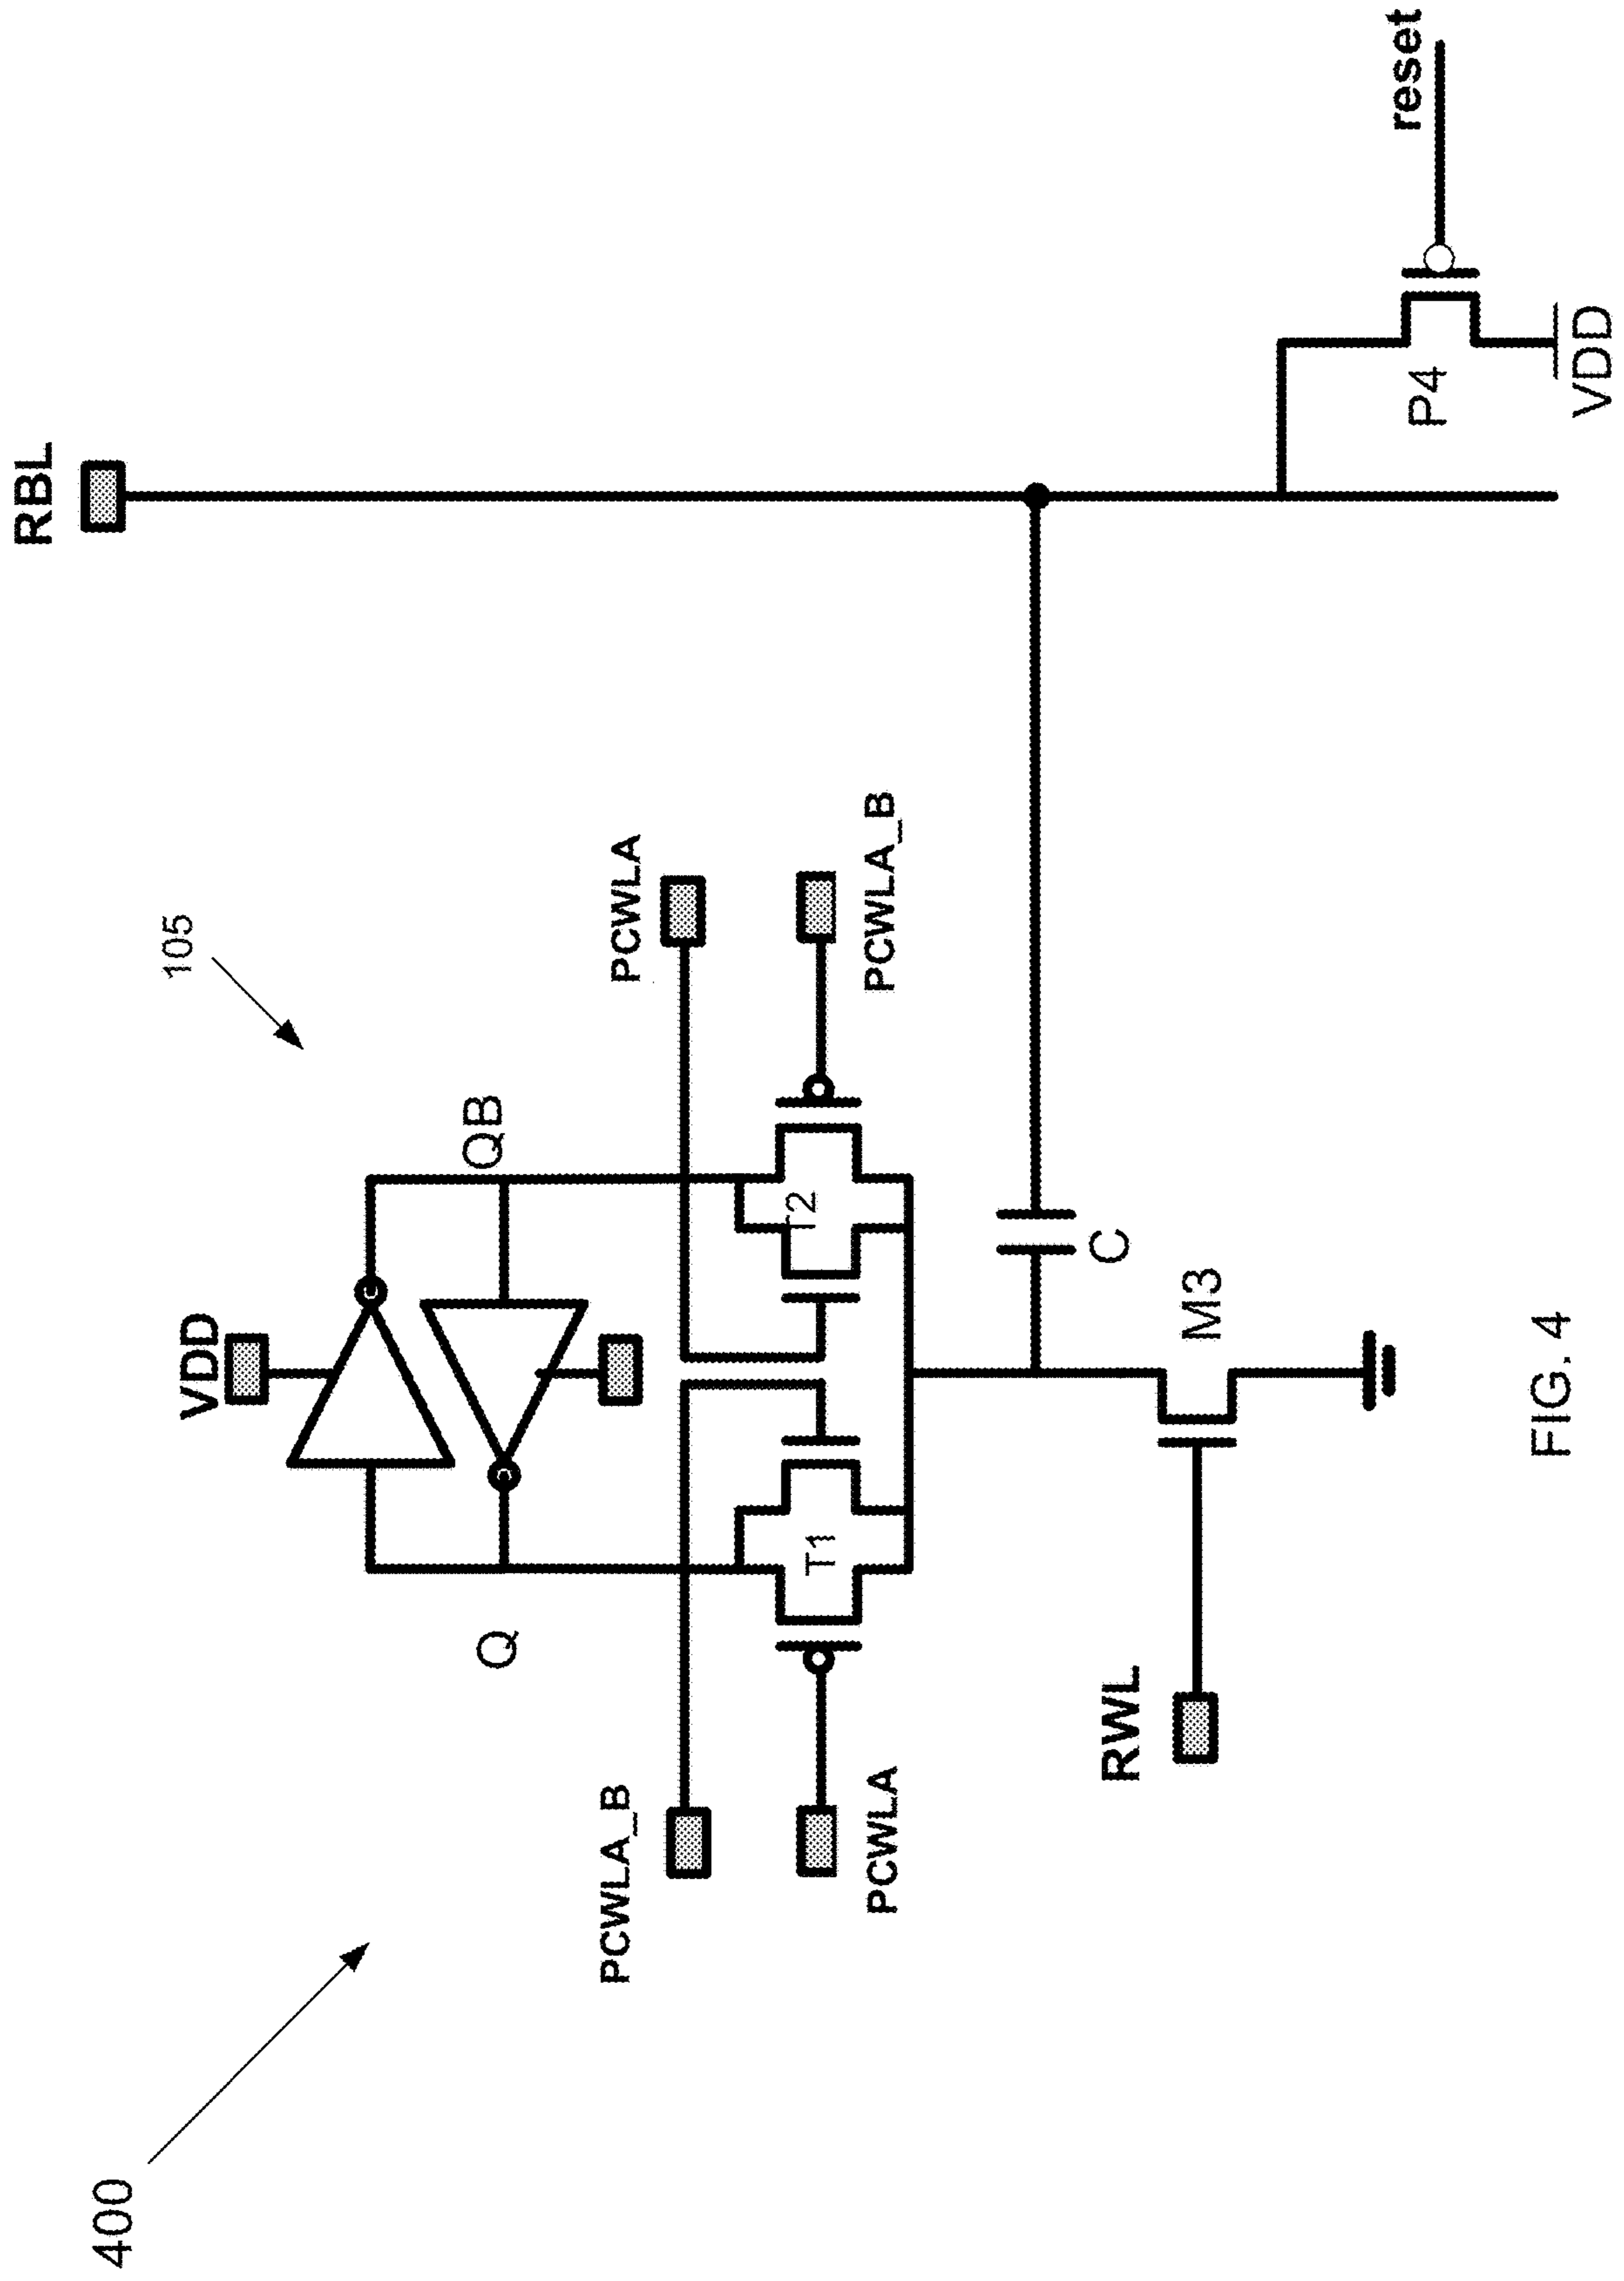 RBL
400
105
VDD
Q
QB
PCWLA_B
PCWLA
T1
T2
PCWLA
PCWLA_B
RWL
C
M3
reset
P4
VDD
FIG. 4